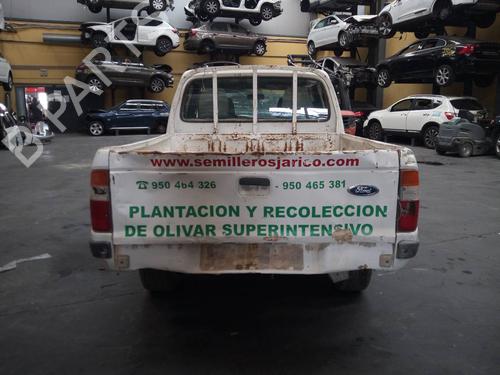 www.semillerosjarico.com
☎ 950 464 326 - 950 465 381
Ford
PLANTACION Y RECOLECCION
DE OLIVAR SUPERINTENSIVO
B-PARTS